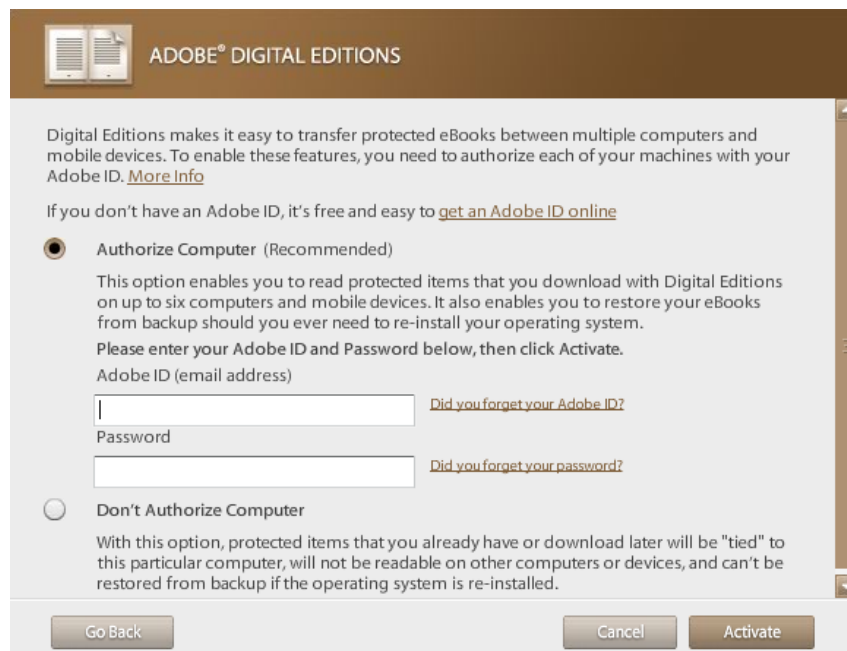 ADOBE® DIGITAL EDITIONS
Digital Editions makes it easy to transfer protected eBooks between multiple computers and
mobile devices. To enable these features, you need to authorize each of your machines with your
Adobe ID. More Info
If you don't have an Adobe ID, it's free and easy to get an Adobe ID online
Authorize Computer (Recommended)
This option enables you to read protected items that you download with Digital Editions
on up to six computers and mobile devices. It also enables you to restore your eBooks
from backup should you ever need to re-install your operating system.
Please enter your Adobe ID and Password below, then click Activate.
Adobe ID (email address)
Did you forget your Adobe ID?
Password
Did you forget your password?
Don't Authorize Computer
With this option, protected items that you already have or download later will be "tied" to
this particular computer, will not be readable on other computers or devices, and can't be
restored from backup if the operating system is re-installed.
Go Back Cancel Activate